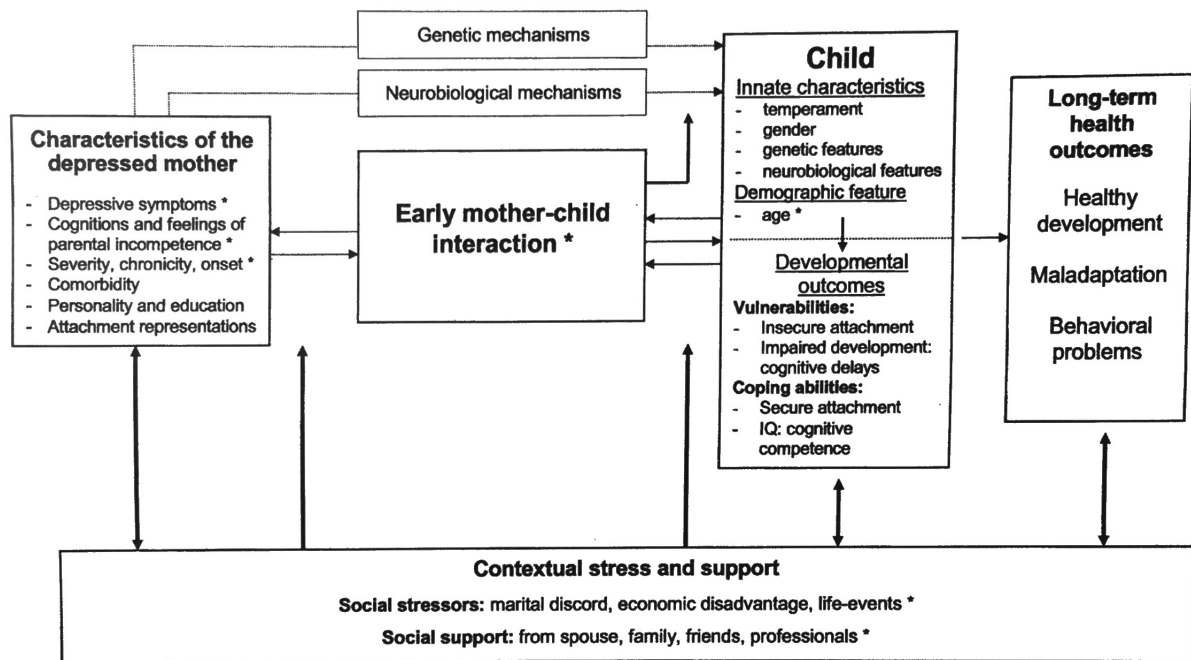 Genetic mechanisms
Neurobiological mechanisms
Characteristics of the
depressed mother
- Depressive symptoms *
- Cognitions and feelings of
parental incompetence *
- Severity, chronicity, onset *
- Comorbidity
- Personality and education
- Attachment representations
Early mother-child
interaction *
Child
Innate characteristics
- temperament
- gender
- genetic features
- neurobiological features
Demographic feature
- age *
Developmental
outcomes
Vulnerabilities:
- Insecure attachment
- Impaired development:
cognitive delays
Coping abilities:
- Secure attachment
- IQ: cognitive
competence
Long-term
health
outcomes
Healthy
development
Maladaptation
Behavioral
problems
Contextual stress and support
Social stressors: marital discord, economic disadvantage, life-events *
Social support: from spouse, family, friends, professionals *